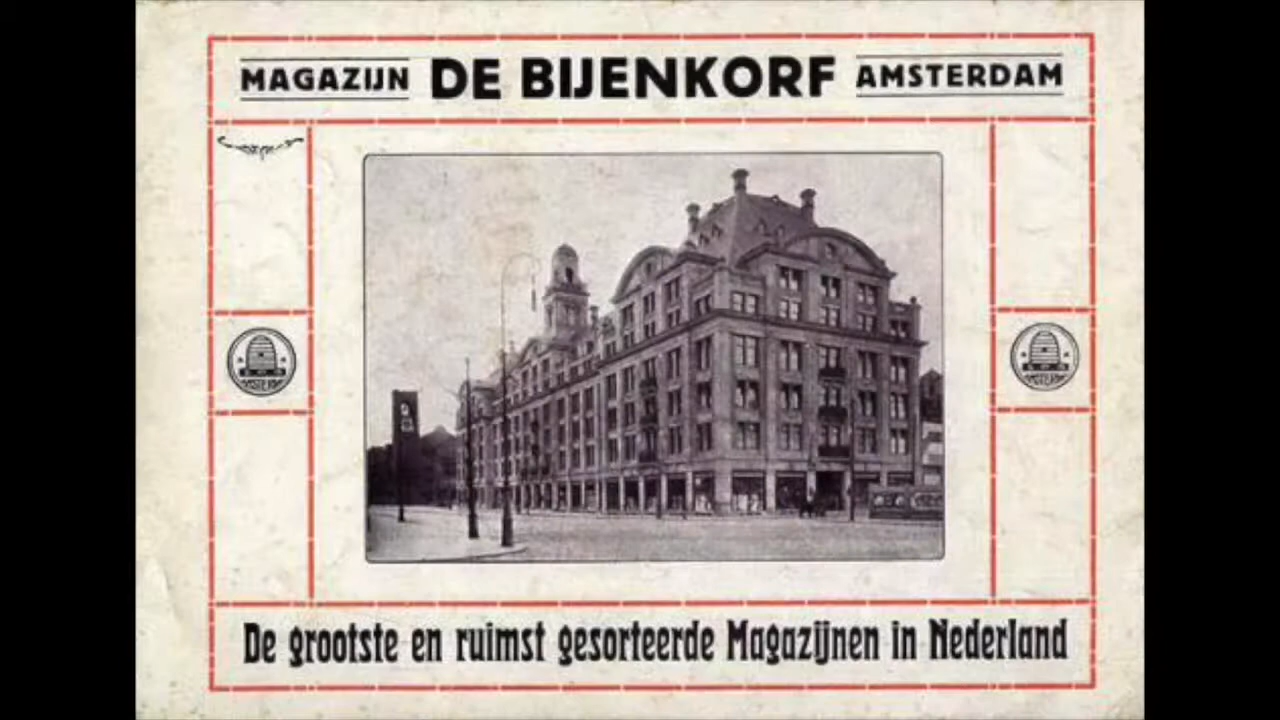 MAGAZIJN DE BIJENKORF AMSTERDAM
De grootste en ruimst gesorteerde Magazijnen in Nederland